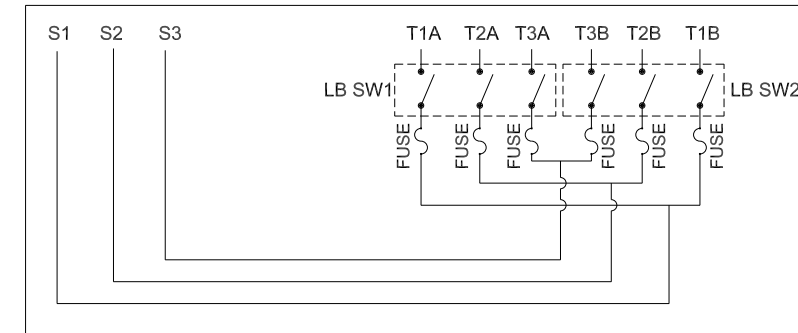 S1 S2 S3 T1A T2A T3A T3B T2B T1B
LB SW1 LB SW2
FUSE FUSE FUSE FUSE FUSE FUSE